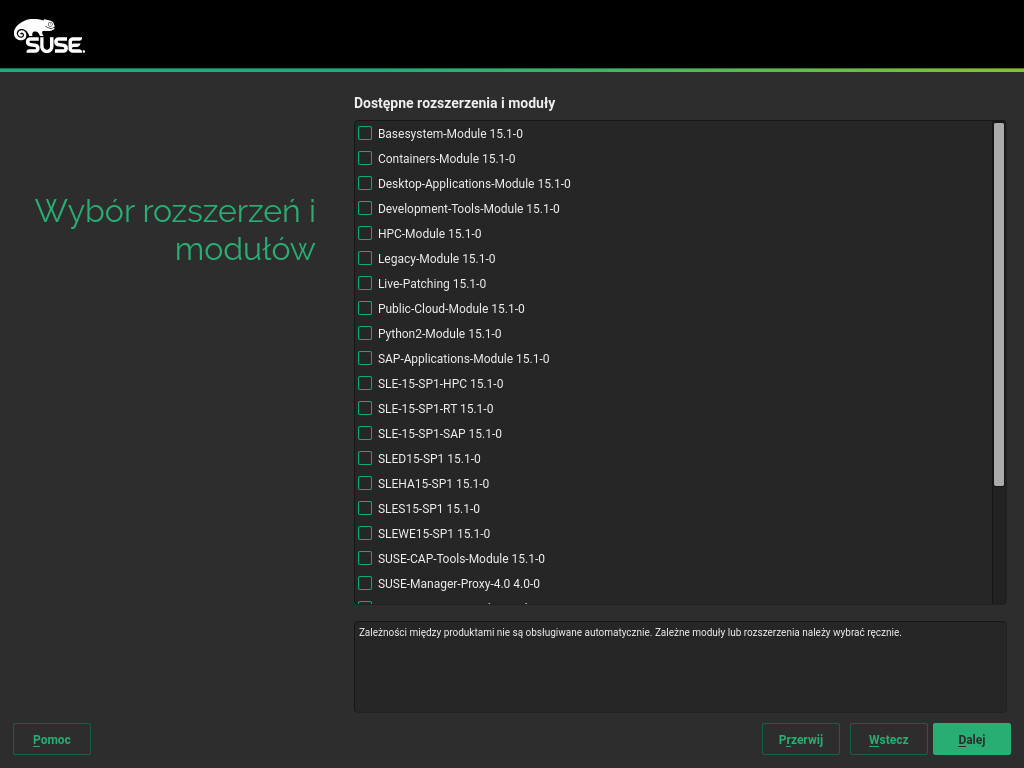 SUSE.
Dostępne rozszerzenia i moduły
Wybór rozszerzeń i
modułów
Basesystem-Module 15.1-0
Containers-Module 15.1-0
Desktop-Applications-Module 15.1-0
Development-Tools-Module 15.1-0
HPC-Module 15.1-0
Legacy-Module 15.1-0
Live-Patching 15.1-0
Public-Cloud-Module 15.1-0
Python2-Module 15.1-0
SAP-Applications-Module 15.1-0
SLE-15-SP1-HPC 15.1-0
SLE-15-SP1-RT 15.1-0
SLE-15-SP1-SAP 15.1-0
SLED15-SP1 15.1-0
SLEHA15-SP1 15.1-0
SLES15-SP1 15.1-0
SLEWE15-SP1 15.1-0
SUSE-CAP-Tools-Module 15.1-0
SUSE-Manager-Proxy-4.0 4.0-0
Zależności między produktami nie są obsługiwane automatycznie. Zależne moduły lub rozszerzenia należy wybrać ręcznie.
Pomoc
Przerwij
Wstecz
Dalej